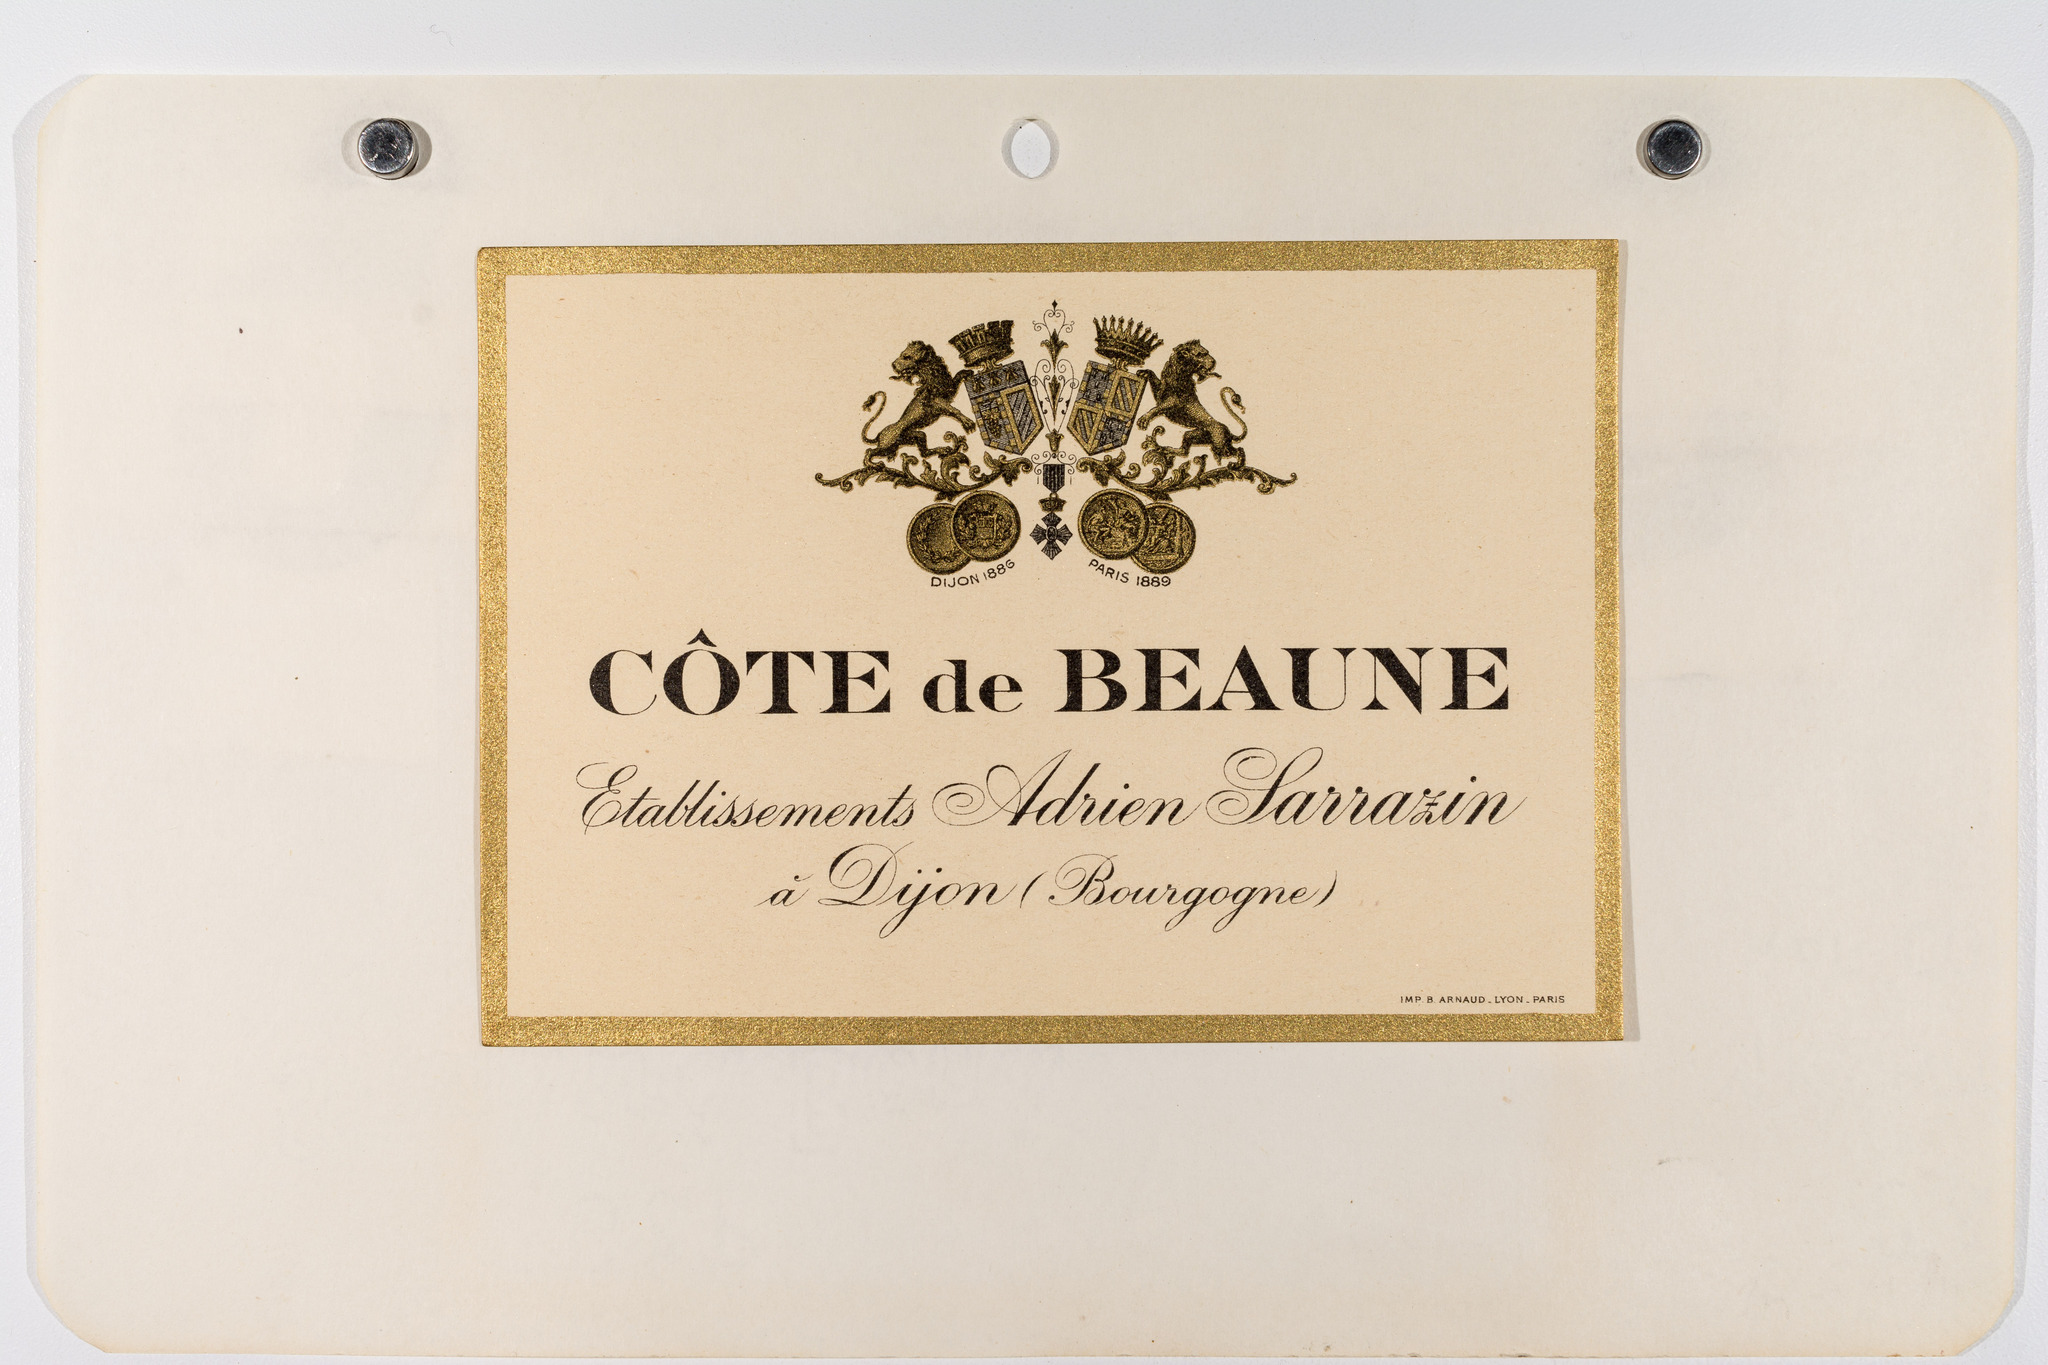 DIJON 1886 PARIS 1889
CÔTE de BEAUNE
Etablissements Adrien Sarrazin
à Dijon (Bourgogne)
IMP. B. ARNAUD - LYON - PARIS